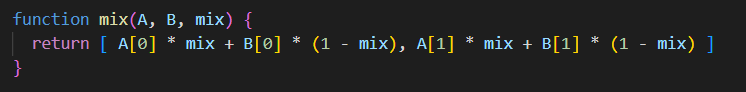 function mix(A, B, mix) {
  return [ A[0] * mix + B[0] * (1 - mix), A[1] * mix + B[1] * (1 - mix) ]
}